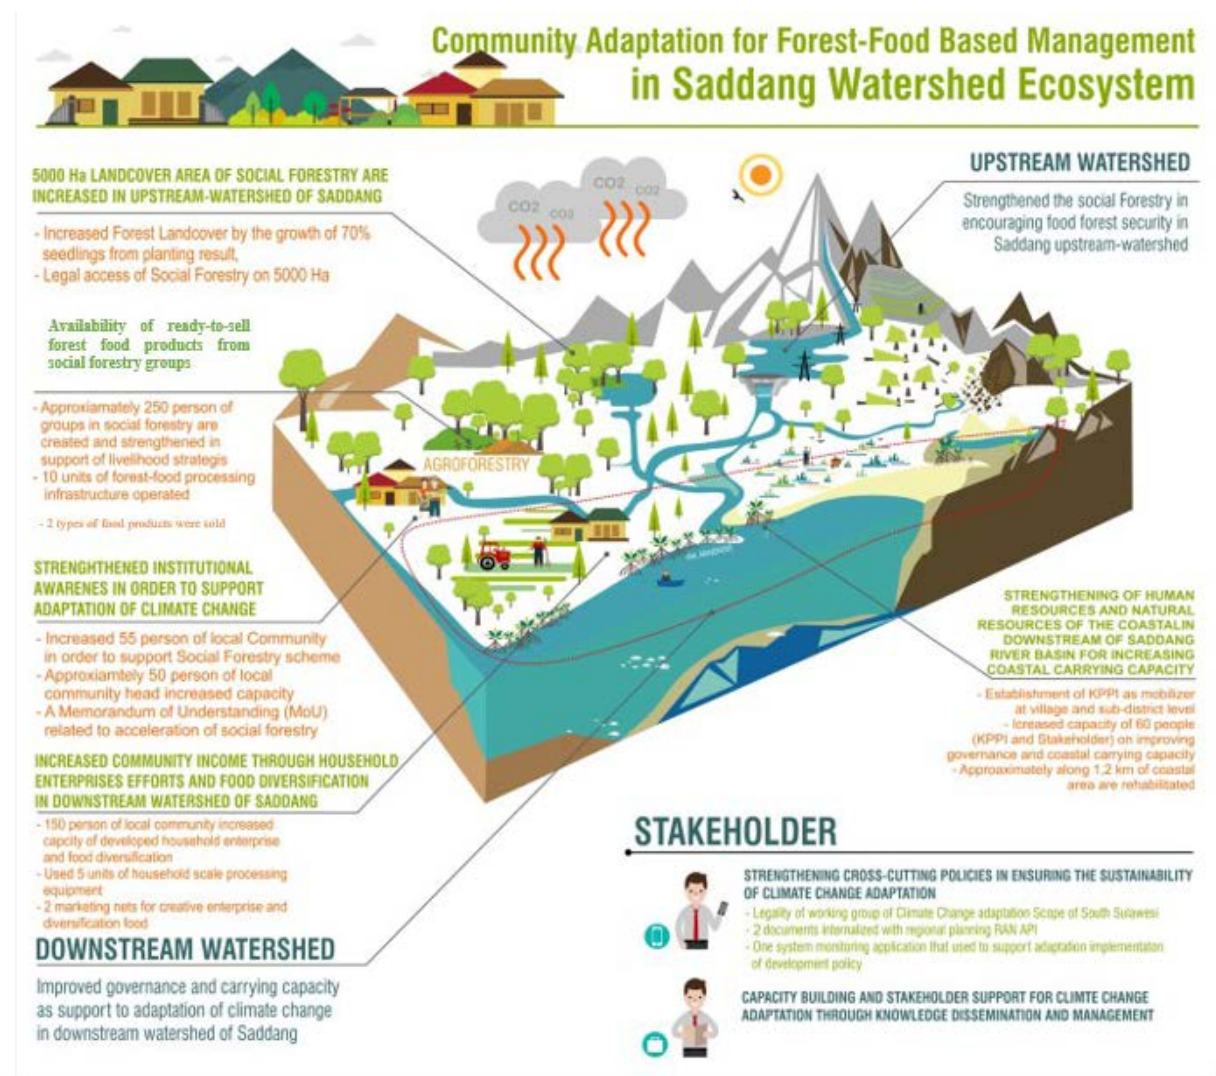 Community Adaptation for Forest-Food Based Management
in Saddang Watershed Ecosystem
5000 Ha LANDCOVER AREA OF SOCIAL FORESTRY ARE
INCREASED IN UPSTREAM-WATERSHED OF SADDANG
- Increased Forest Landcover by the growth of 70%
seedlings from planting result,
- Legal access of Social Forestry on 5000 Ha
Availability of ready-to-sell
forest food products from
social forestry groups
- Approxiamately 250 person of
groups in social forestry are
created and strengthened in
support of livelihood strategis
- 10 units of forest-food processing
infrastructure operated
- 2 types of food products were sold
STRENGHTHENED INSTITUTIONAL
AWARENES IN ORDER TO SUPPORT
ADAPTATION OF CLIMATE CHANGE
- Increased 55 person of local Community
in order to support Social Forestry scheme
- Approxiamtely 50 person of local
community head increased capacity
- A Memorandum of Understanding (MoU)
related to acceleration of social forestry
INCREASED COMMUNITY INCOME THROUGH HOUSEHOLD
ENTERPRISES EFFORTS AND FOOD DIVERSIFICATION
IN DOWNSTREAM WATERSHED OF SADDANG
- 150 person of local community increased
capcity of developed household enterprise
and food diversification
- Used 5 units of household scale processing
equipment
- 2 marketing nets for creative enterprise and
diversification food
DOWNSTREAM WATERSHED
Improved governance and carrying capacity
as support to adaptation of climate change
in downstream watershed of Saddang
CO2 CO2
CO2 CO2
AGROFORESTRY
UPSTREAM WATERSHED
Strengthened the social Forestry in
encouraging food forest security in
Saddang upstream-watershed
STRENGTHENING OF HUMAN
RESOURCES AND NATURAL
RESOURCES OF THE COASTALIN
DOWNSTREAM OF SADDANG
RIVER BASIN FOR INCREASING
COASTAL CARRYING CAPACITY
- Establishment of KPPI as mobilizer
at village and sub-district level
- Icreased capacity of 60 people
(KPPI and Stakeholder) on improving
governance and coastal carrying capacity
- Approaximately along 1,2 km of coastal
area are rehabilitated
STAKEHOLDER
STRENGTHENING CROSS-CUTTING POLICIES IN ENSURING THE SUSTAINABILITY
OF CLIMATE CHANGE ADAPTATION
- Legality of working group of Climate Change adaptation Scope of South Sulawesi
- 2 documents internalized with regional planning RAN API
- One system monitoring application that used to support adaptation implementaton
of development policy
CAPACITY BUILDING AND STAKEHOLDER SUPPORT FOR CLIMTE CHANGE
ADAPTATION THROUGH KNOWLEDGE DISSEMINATION AND MANAGEMENT